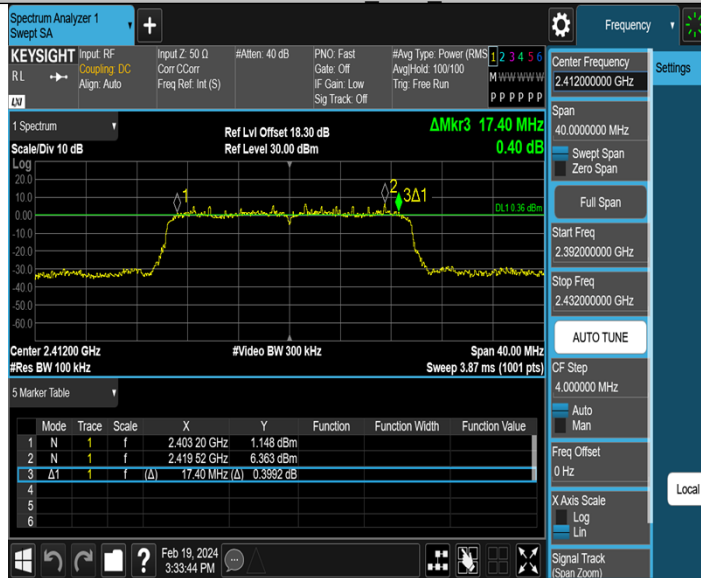 Spectrum Analyzer 1
Swept SA
+
Frequency
KEYSIGHT
RL
LXI
Input: RF
Coupling: DC
Align: Auto
Input Z: 50 Ω
Corr CCorr
Freq Ref: Int (S)
#Atten: 40 dB
PNO: Fast
Gate: Off
IF Gain: Low
Sig Track: Off
#Avg Type: Power (RMS
Avg|Hold: 100/100
Trig: Free Run
1 2 3 4 5 6
M W W W W W
P P P P P P
1 Spectrum
Scale/Div 10 dB
Ref Lvl Offset 18.30 dB
Ref Level 30.00 dBm
ΔMkr3 17.40 MHz
0.40 dB
Log
20.0
10.0
0.00
-10.0
-20.0
-30.0
-40.0
-50.0
-60.0
1
2
3Δ1
DL1 0.36 dBm
Center 2.41200 GHz
#Res BW 100 kHz
#Video BW 300 kHz
Span 40.00 MHz
Sweep 3.87 ms (1001 pts)
5 Marker Table
Mode Trace Scale X Y Function Function Width Function Value
1 N 1 f 2.403 20 GHz 1.148 dBm
2 N 1 f 2.419 52 GHz 6.363 dBm
3 Δ1 1 f (Δ) 17.40 MHz (Δ) 0.3992 dB
4
5
6
?
Feb 19, 2024
3:33:44 PM
Center Frequency
2.412000000 GHz
Span
40.0000000 MHz
Swept Span
Zero Span
Full Span
Start Freq
2.392000000 GHz
Stop Freq
2.432000000 GHz
AUTO TUNE
CF Step
4.000000 MHz
Auto
Man
Freq Offset
0 Hz
X Axis Scale
Log
Lin
Signal Track
(Span Zoom)
Settings
Local